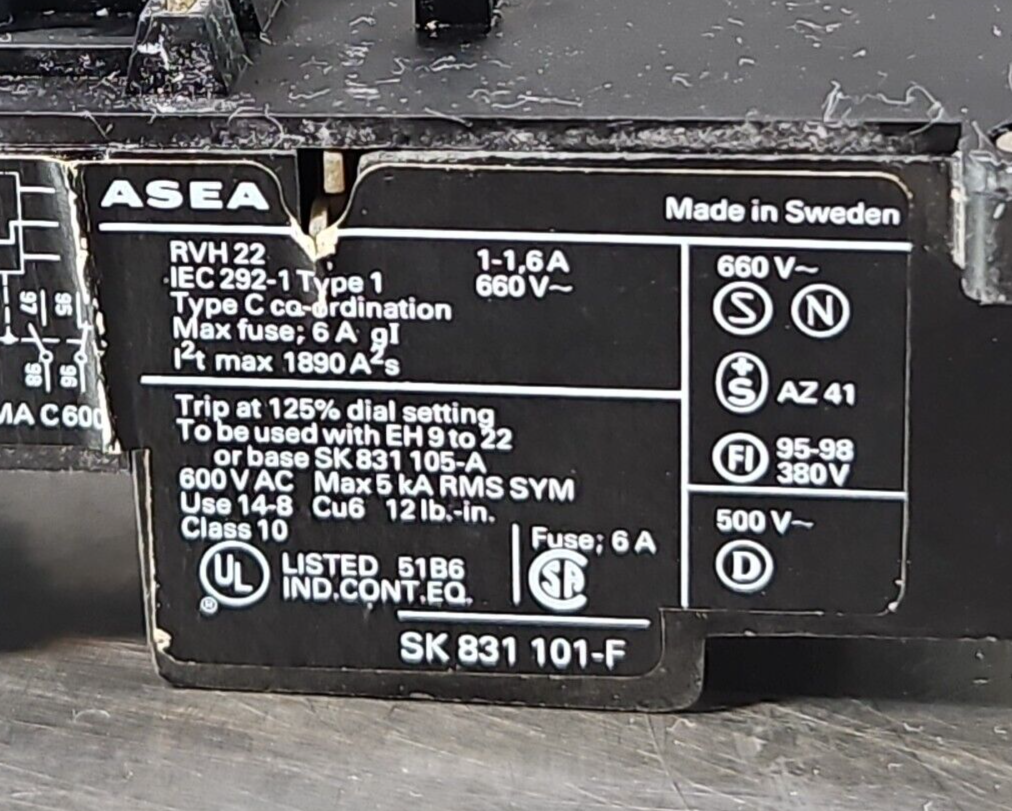 ASEA
Made in Sweden
RVH 22 1-1,6 A
IEC 292-1 Type 1 660 V~
Type C co-ordination
Max fuse; 6 A gI
I²t max 1890 A²s
660 V~
S N
+S AZ 41
FI 95-98
380V
97 95
98 96
MA C 600
Trip at 125% dial setting
To be used with EH 9 to 22
or base SK 831 105-A
600 V AC Max 5 kA RMS SYM
Use 14-8 Cu6 12 lb.-in.
Class 10
UL LISTED 51B6
IND.CONT.EQ.
®
Fuse; 6 A
SA
500 V~
D
SK 831 101-F